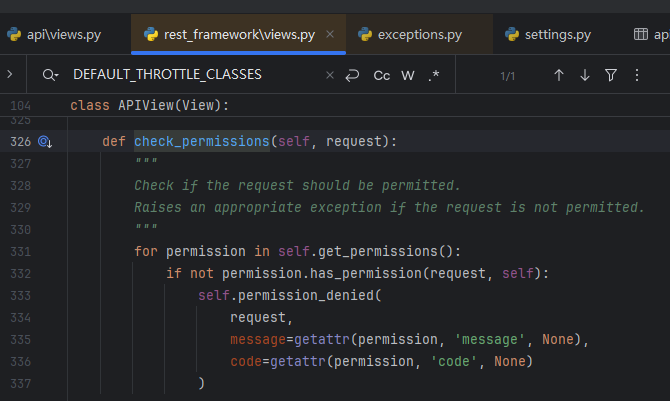 api\views.py rest_framework\views.py exceptions.py settings.py ap
DEFAULT_THROTTLE_CLASSES Cc W .* 1/1
104 class APIView(View):
325
326 def check_permissions(self, request):
327 """
328 Check if the request should be permitted.
329 Raises an appropriate exception if the request is not permitted.
330 """
331 for permission in self.get_permissions():
332 if not permission.has_permission(request, self):
333 self.permission_denied(
334 request,
335 message=getattr(permission, 'message', None),
336 code=getattr(permission, 'code', None)
337 )